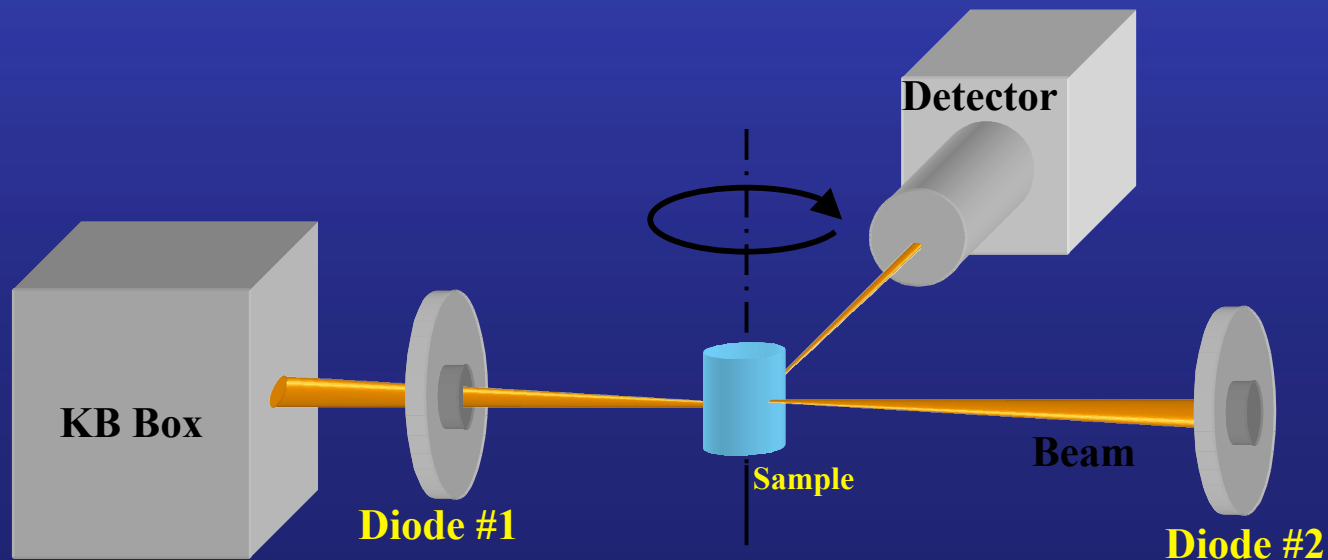 Detector
KB Box
Beam
Sample
Diode #1
Diode #2